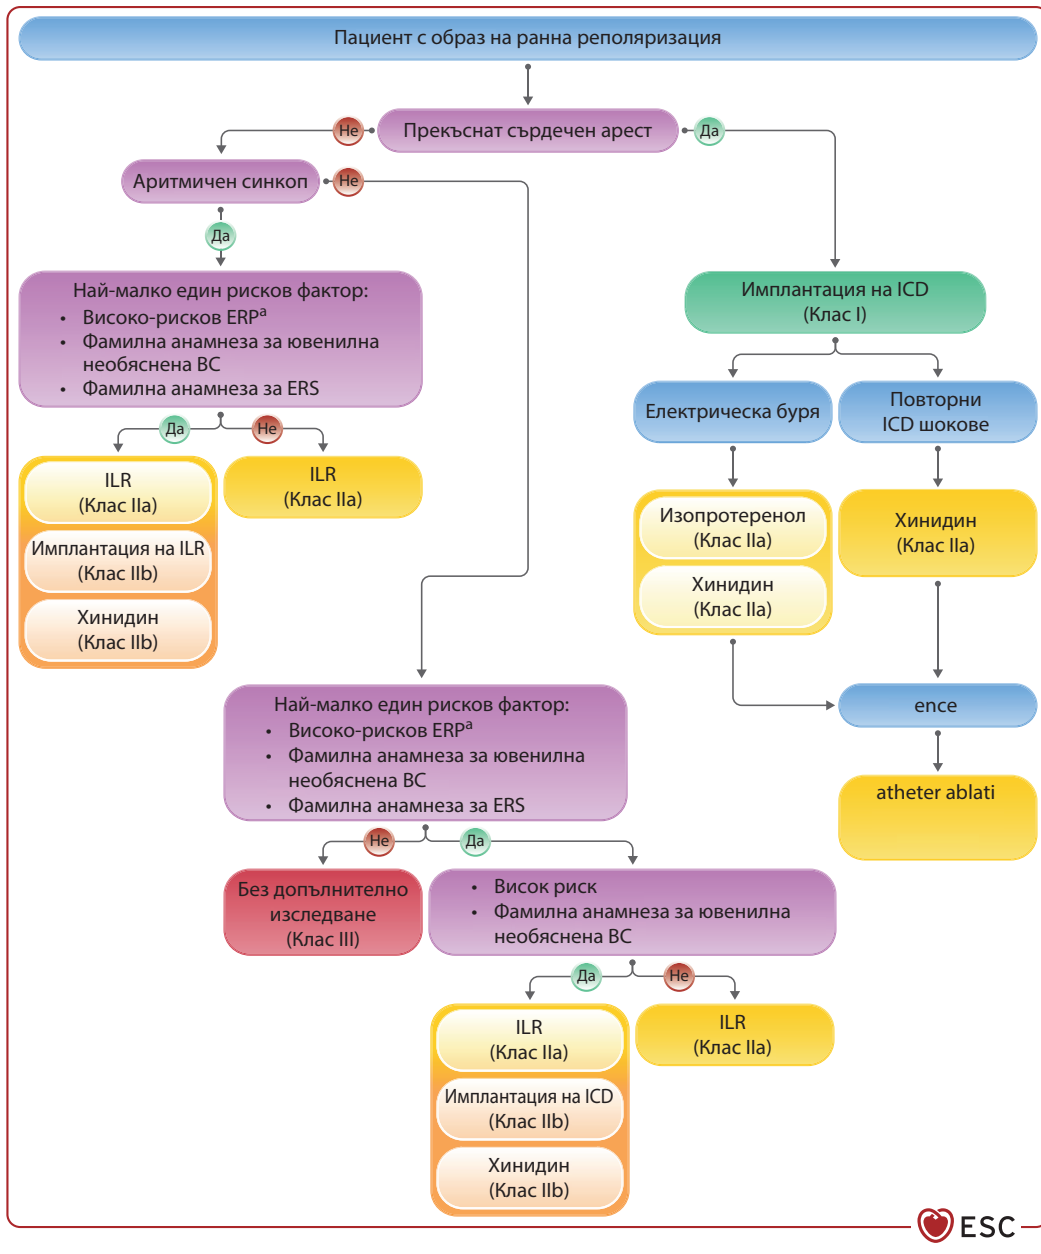 Пациент с образ на ранна реполяризация
Не
Прекъснат сърдечен арест
Да
Аритмичен синкоп
Не
Да
Най-малко един рисков фактор:
• Високо-рисков ERPᵃ
• Фамилна анамнеза за ювенилна
необяснена ВС
• Фамилна анамнеза за ERS
Имплантация на ICD
(Клас I)
Електрическа буря
Повторни
ICD шокове
Да
Не
ILR
(Клас IIa)
Имплантация на ILR
(Клас IIb)
Хинидин
(Клас IIb)
ILR
(Клас IIa)
Изопротеренол
(Клас IIa)
Хинидин
(Клас IIa)
Хинидин
(Клас IIa)
ence
atheter ablati
Най-малко един рисков фактор:
• Високо-рисков ERPᵃ
• Фамилна анамнеза за ювенилна
необяснена ВС
• Фамилна анамнеза за ERS
Не
Да
Без допълнително
изследване
(Клас III)
• Висок риск
• Фамилна анамнеза за ювенилна
необяснена ВС
Да
Не
ILR
(Клас IIa)
Имплантация на ICD
(Клас IIb)
Хинидин
(Клас IIb)
ILR
(Клас IIa)
ESC